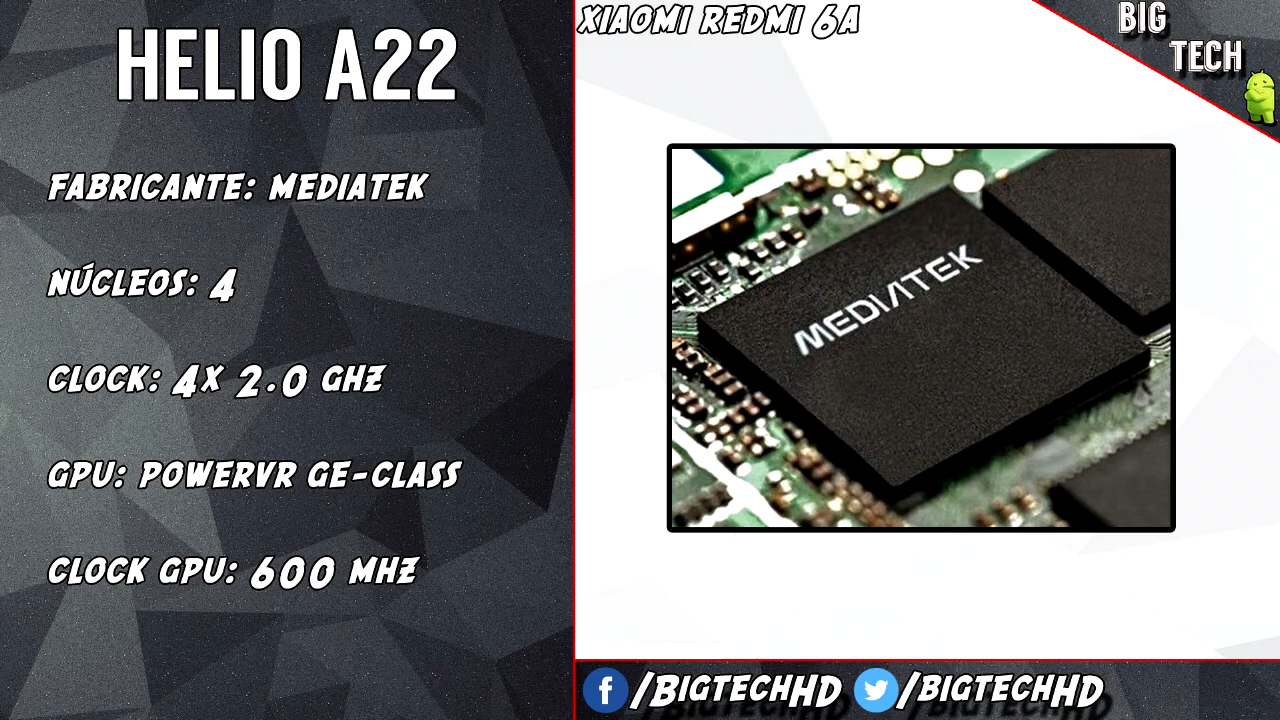 HELIO A22
FABRICANTE: MEDIATEK
NÚCLEOS: 4
CLOCK: 4X 2.0 GHZ
GPU: POWERVR GE-CLASS
CLOCK GPU: 600 MHZ
XIAOMI REDMI 6A
BIG
TECH
MEDIATEK
/BIGTECHHD
/BIGTECHHD